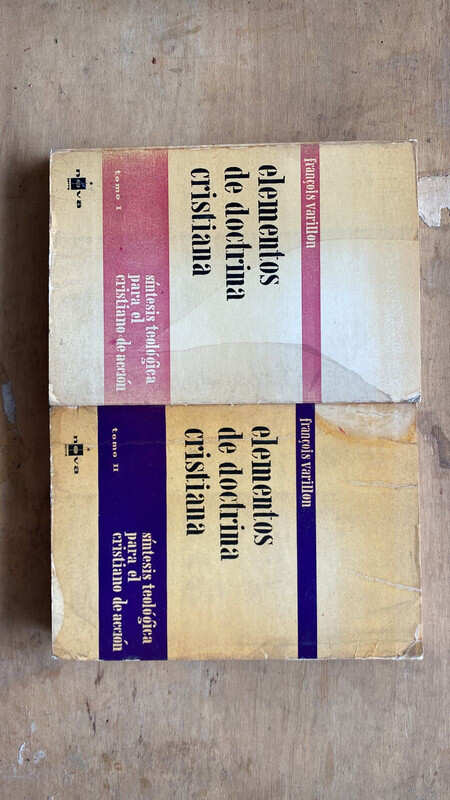 françois varillon
elementos
de doctrina
cristiana
síntesis teológica
para el
cristiano de acción
tomo I
nova
françois varillon
elementos
de doctrina
cristiana
síntesis teológica
para el
cristiano de acción
tomo II
nova